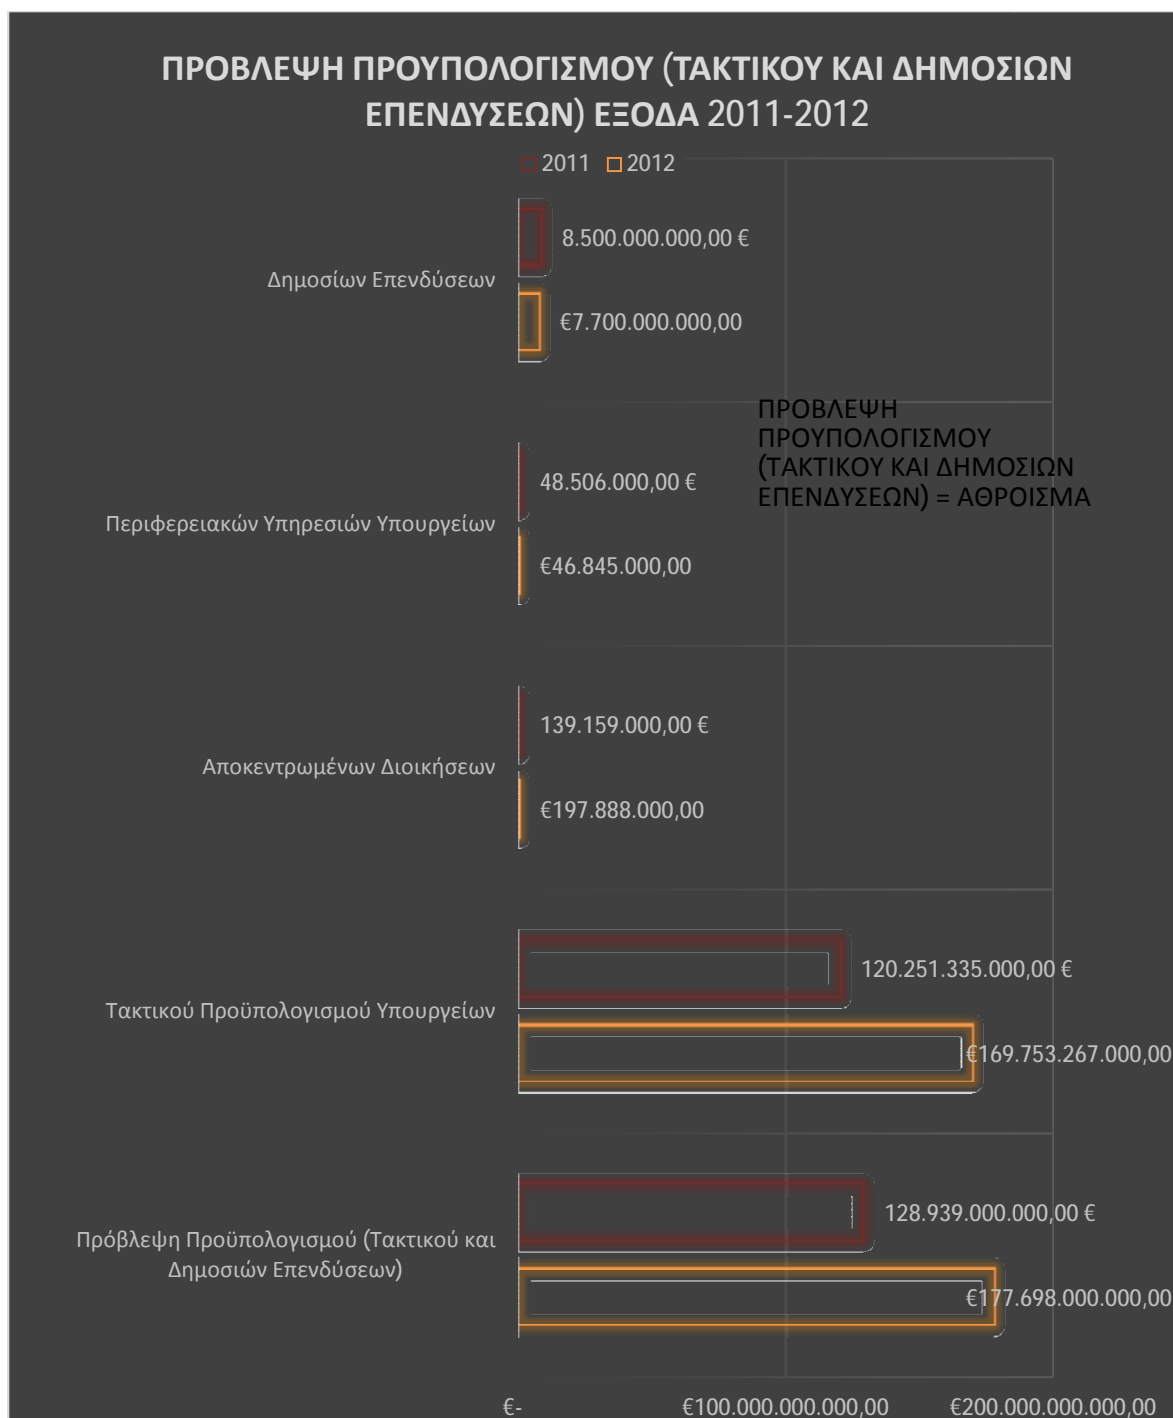 ΠΡΟΒΛΕΨΗ ΠΡΟΥΠΟΛΟΓΙΣΜΟΥ (ΤΑΚΤΙΚΟΥ ΚΑΙ ΔΗΜΟΣΙΩΝ
ΕΠΕΝΔΥΣΕΩΝ) ΕΞΟΔΑ 2011-2012
2011 2012
8.500.000.000,00 €
Δημοσίων Επενδύσεων
€7.700.000.000,00
ΠΡΟΒΛΕΨΗ
ΠΡΟΥΠΟΛΟΓΙΣΜΟΥ
(ΤΑΚΤΙΚΟΥ ΚΑΙ ΔΗΜΟΣΙΩΝ
ΕΠΕΝΔΥΣΕΩΝ) = ΑΘΡΟΙΣΜΑ
48.506.000,00 €
Περιφερειακών Υπηρεσιών Υπουργείων
€46.845.000,00
139.159.000,00 €
Αποκεντρωμένων Διοικήσεων
€197.888.000,00
120.251.335.000,00 €
Τακτικού Προϋπολογισμού Υπουργείων
€169.753.267.000,00
128.939.000.000,00 €
Πρόβλεψη Προϋπολογισμού (Τακτικού και
Δημοσιών Επενδύσεων)
€177.698.000.000,00
€- €100.000.000.000,00 €200.000.000.000,00